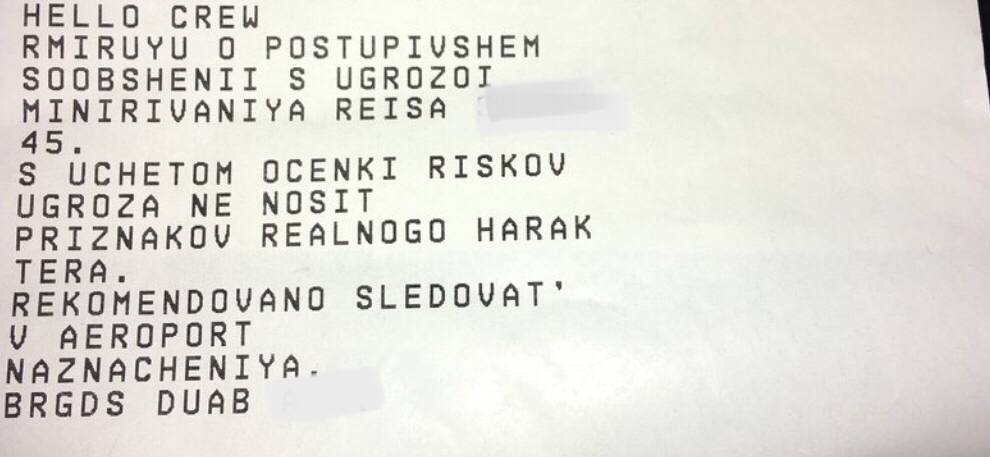 HELLO CREW
RMIRUYU O POSTUPIVSHEM
SOOBSHENII S UGROZOI
MINIRIVANIYA REISA
45.
S UCHETOM OCENKI RISKOV
UGROZA NE NOSIT
PRIZNAKOV REALNOGO HARAK
TERA.
REKOMENDOVANO SLEDOVAT'
V AEROPORT
NAZNACHENIYA.
BRGDS DUAB